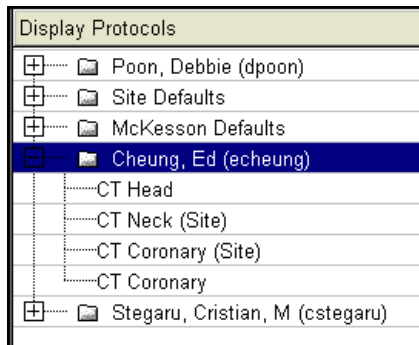 Display Protocols
Poon, Debbie (dpoon)
Site Defaults
McKesson Defaults
Cheung, Ed (echeung)
CT Head
CT Neck (Site)
CT Coronary (Site)
CT Coronary
Stegaru, Cristian, M (cstegaru)